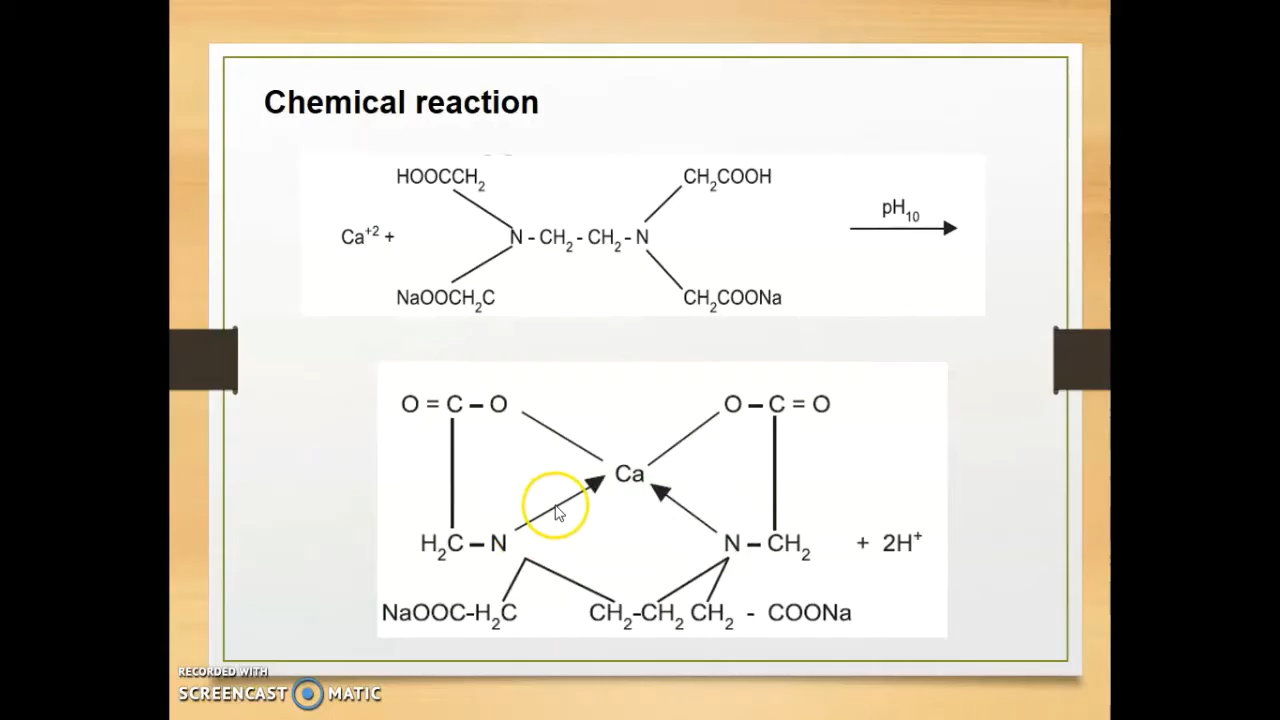 Chemical reaction
HOOCCH₂ CH₂COOH
pH₁₀
Ca⁺² + N - CH₂ - CH₂ - N
NaOOCH₂C CH₂COONa
O = C – O O – C = O
Ca
H₂C – N N – CH₂ + 2H⁺
NaOOC-H₂C CH₂-CH₂ CH₂ - COONa
RECORDED WITH
SCREENCAST MATIC